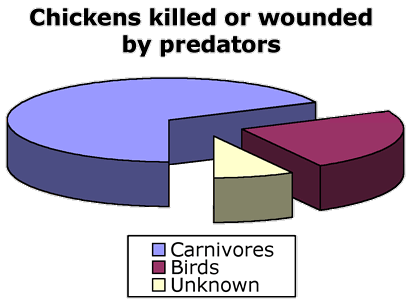 Chickens killed or wounded
by predators
Carnivores
Birds
Unknown